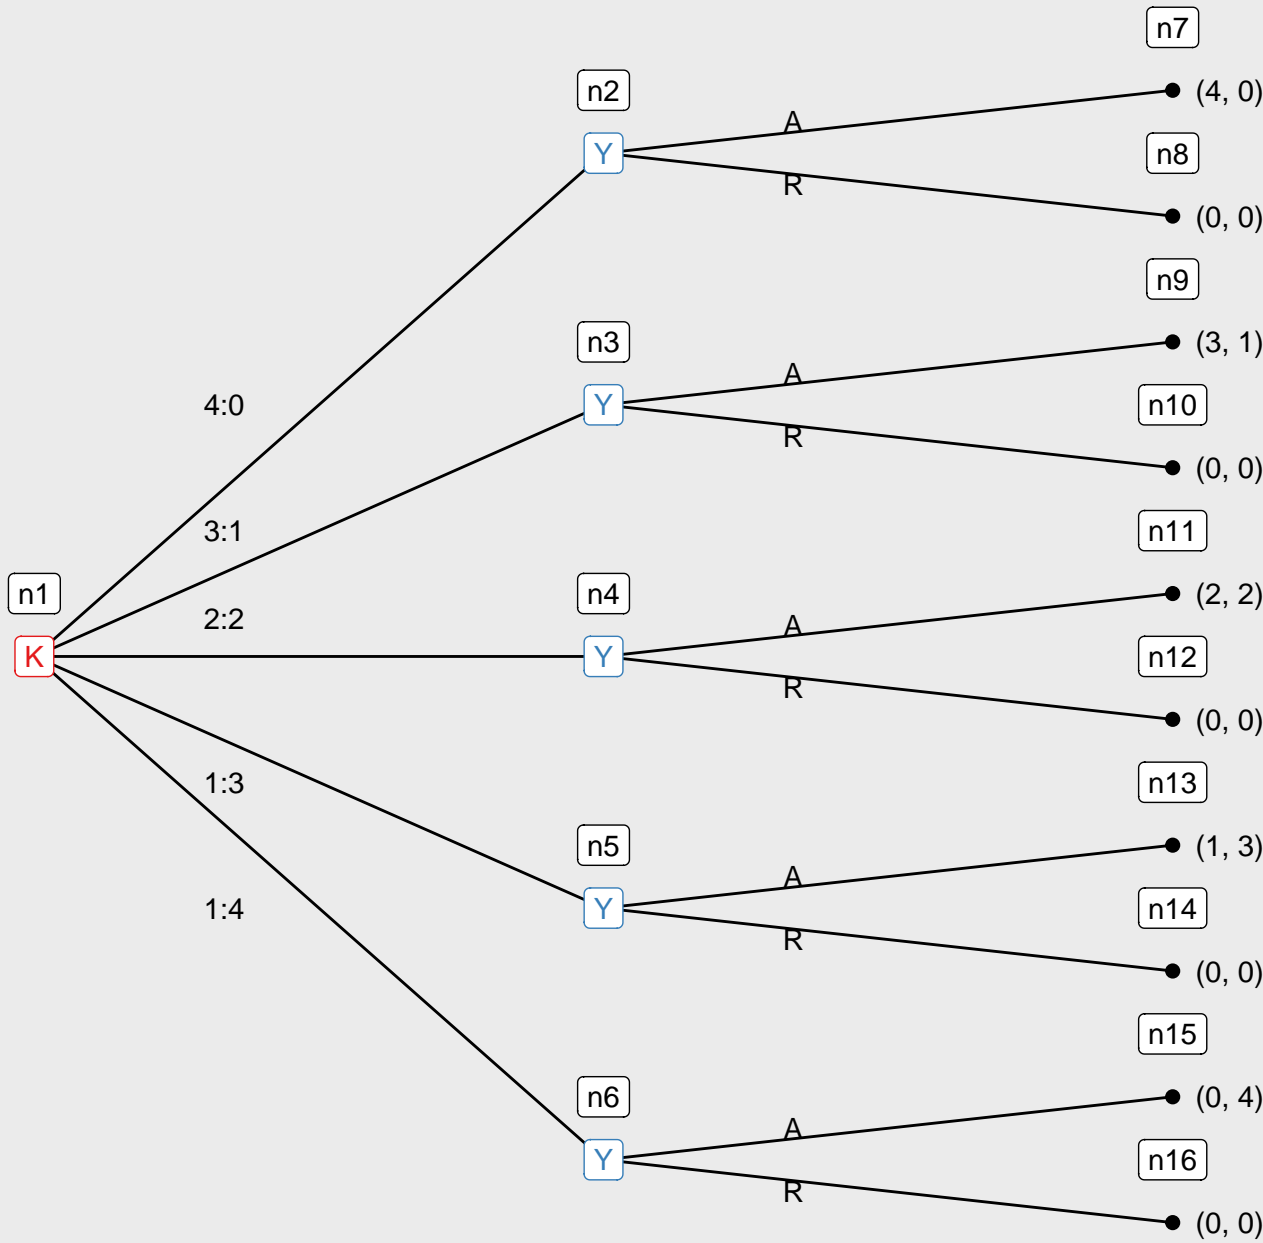 n7
n2
(4, 0)
A
Y
n8
R
(0, 0)
n9
n3
(3, 1)
A
4:0
Y
n10
R
(0, 0)
3:1
n11
n1
n4
(2, 2)
2:2
A
K
Y
n12
R
(0, 0)
1:3
n13
n5
(1, 3)
A
1:4
Y
n14
R
(0, 0)
n15
n6
(0, 4)
A
Y
n16
R
(0, 0)